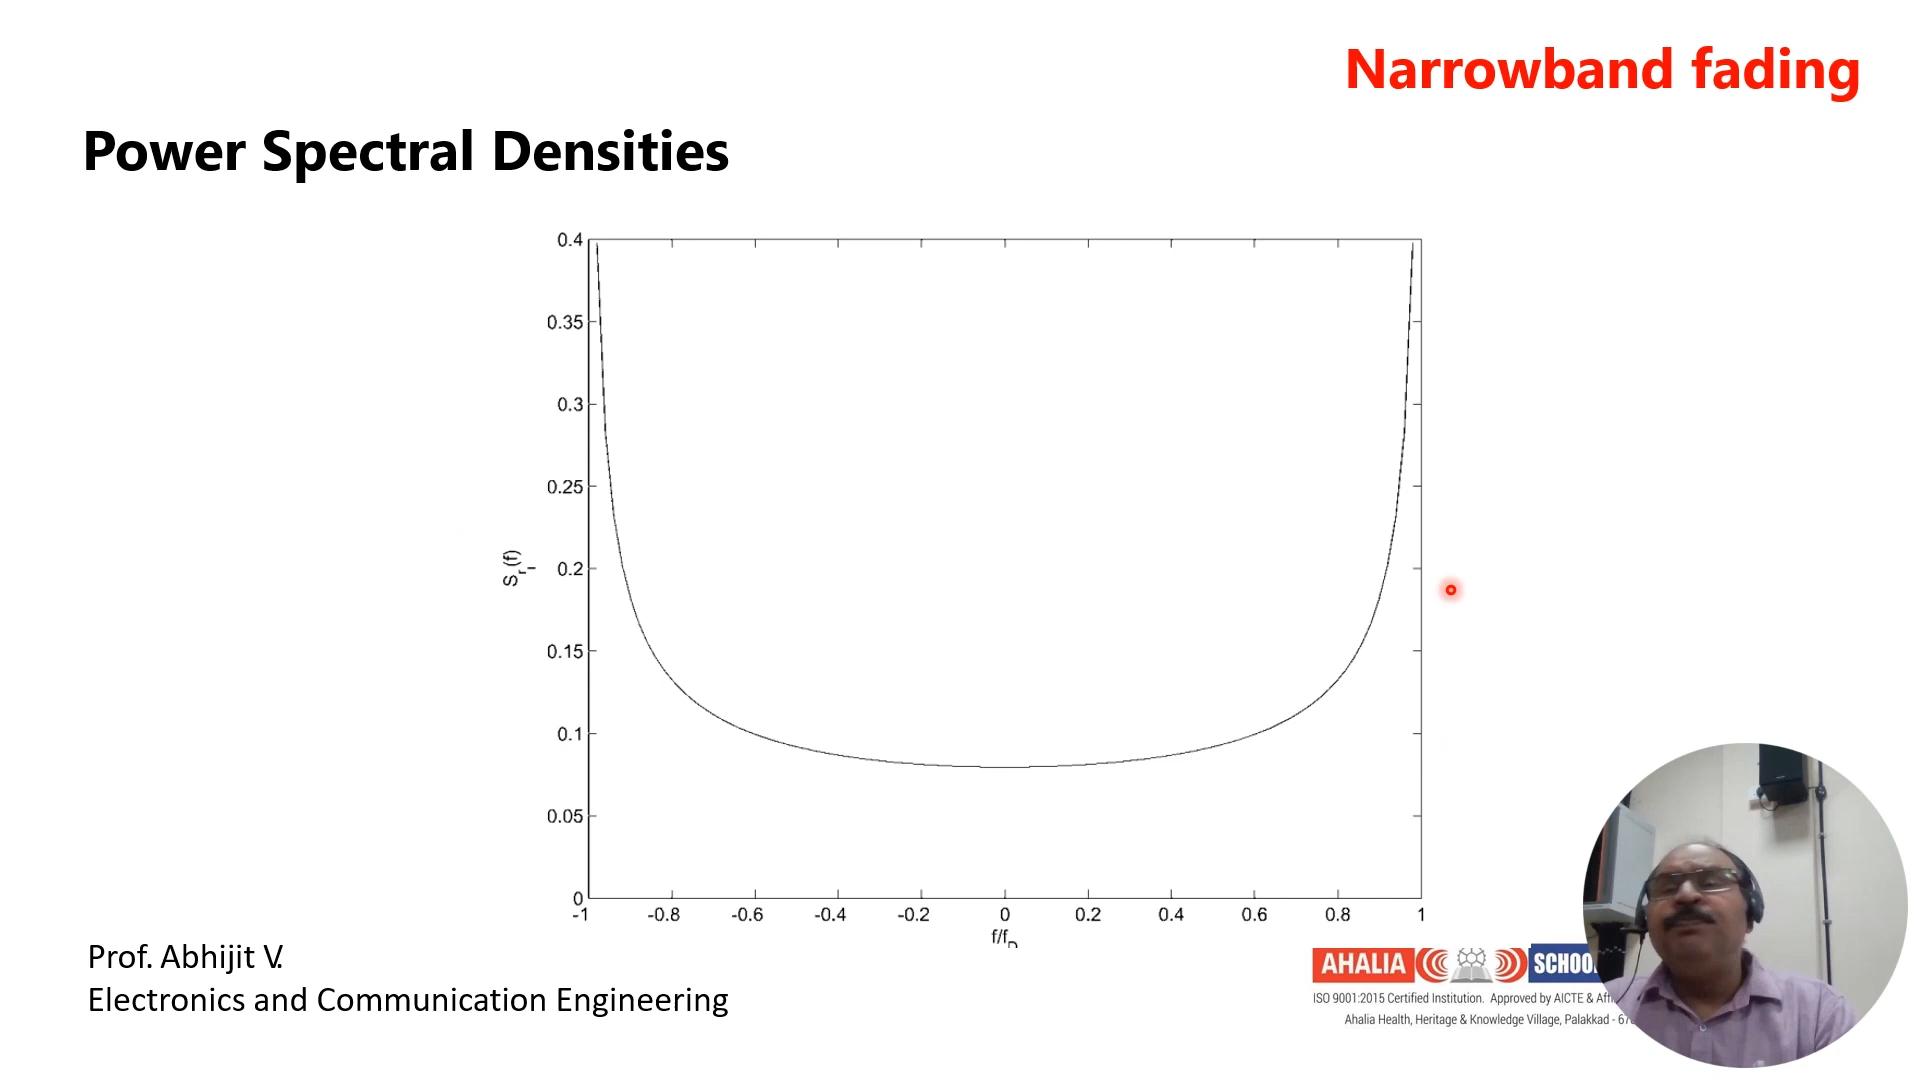 Narrowband fading
Power Spectral Densities
0.4
0.35
0.3
0.25
0.2
0.15
0.1
0.05
0
S_{r_I}(f)
-1 -0.8 -0.6 -0.4 -0.2 0 0.2 0.4 0.6 0.8 1
f/f_D
Prof. Abhijit V.
Electronics and Communication Engineering
AHALIA SCHOOL
ISO 9001:2015 Certified Institution. Approved by AICTE &
Ahalia Health, Heritage & Knowledge Village, Palakkad -